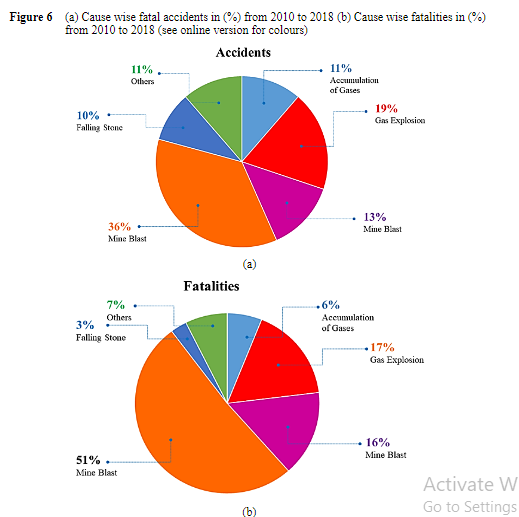 Figure 6 (a) Cause wise fatal accidents in (%) from 2010 to 2018 (b) Cause wise fatalities in (%)
from 2010 to 2018 (see online version for colours)
Accidents
11%
Others
11%
Accumulation
of Gases
10%
Falling Stone
19%
Gas Explosion
36%
Mine Blast
13%
Mine Blast
(a)
Fatalities
7%
Others
6%
Accumulation
of Gases
3%
Falling Stone
17%
Gas Explosion
51%
Mine Blast
16%
Mine Blast
(b)
Activate W
Go to Settings